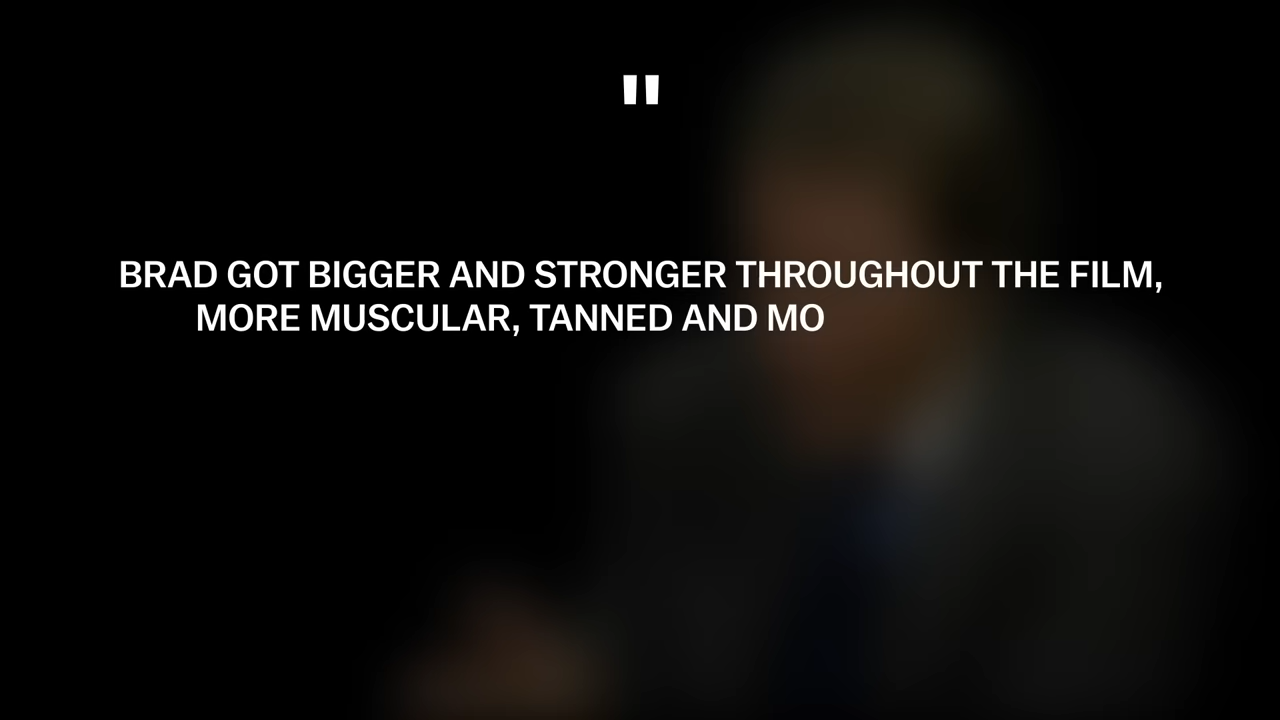 "
BRAD GOT BIGGER AND STRONGER THROUGHOUT THE FILM,
MORE MUSCULAR, TANNED AND MO